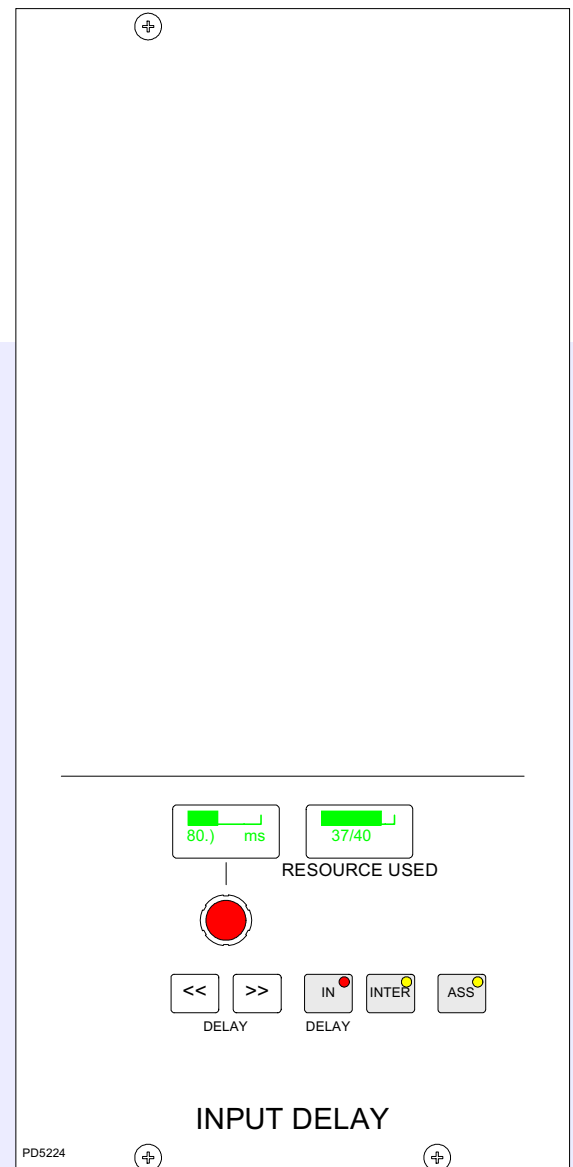 80.) ms
37/40
RESOURCE USED
<< >> IN INTER ASS
DELAY DELAY
INPUT DELAY
PD5224